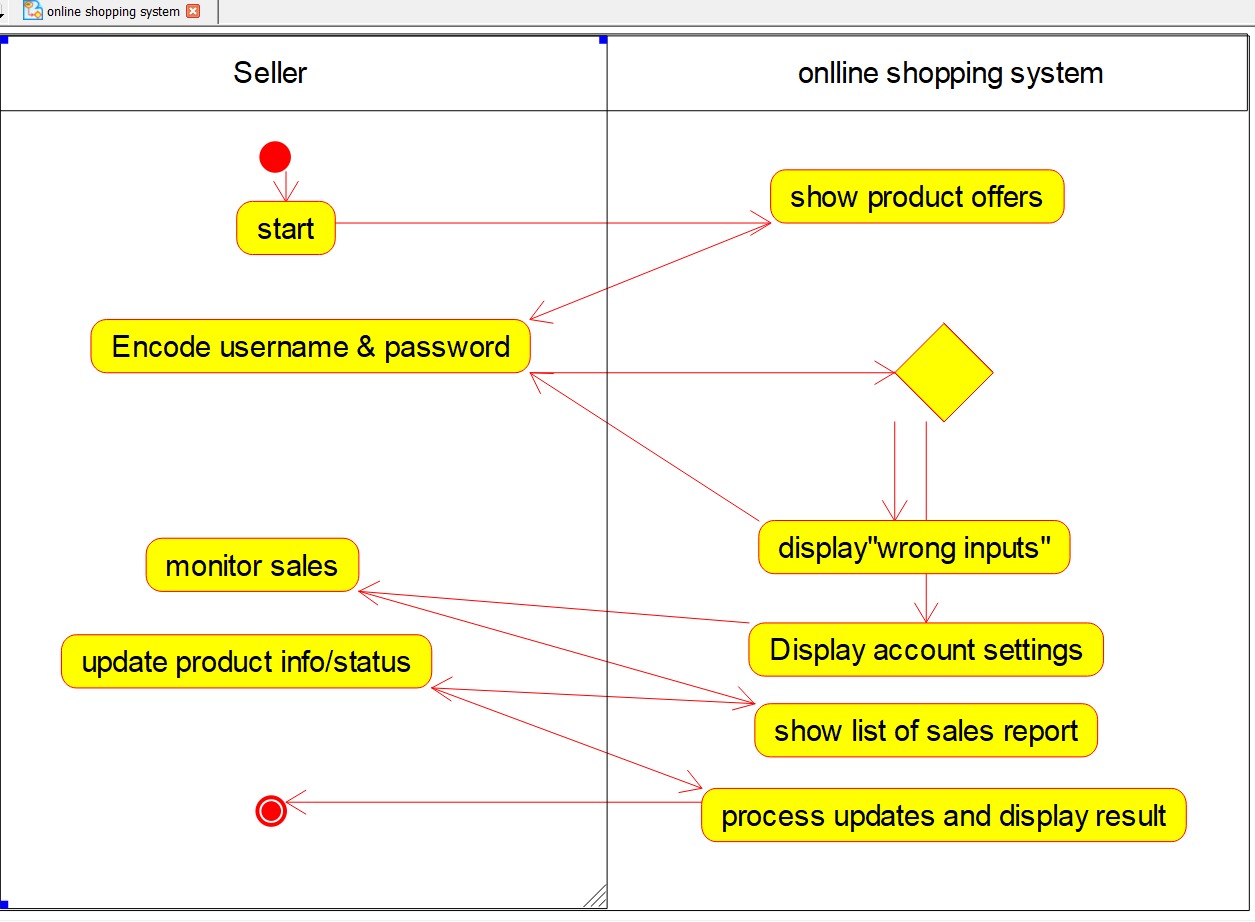 online shopping system
Seller
onlline shopping system
show product offers
start
Encode username & password
display"wrong inputs"
monitor sales
Display account settings
update product info/status
show list of sales report
process updates and display result